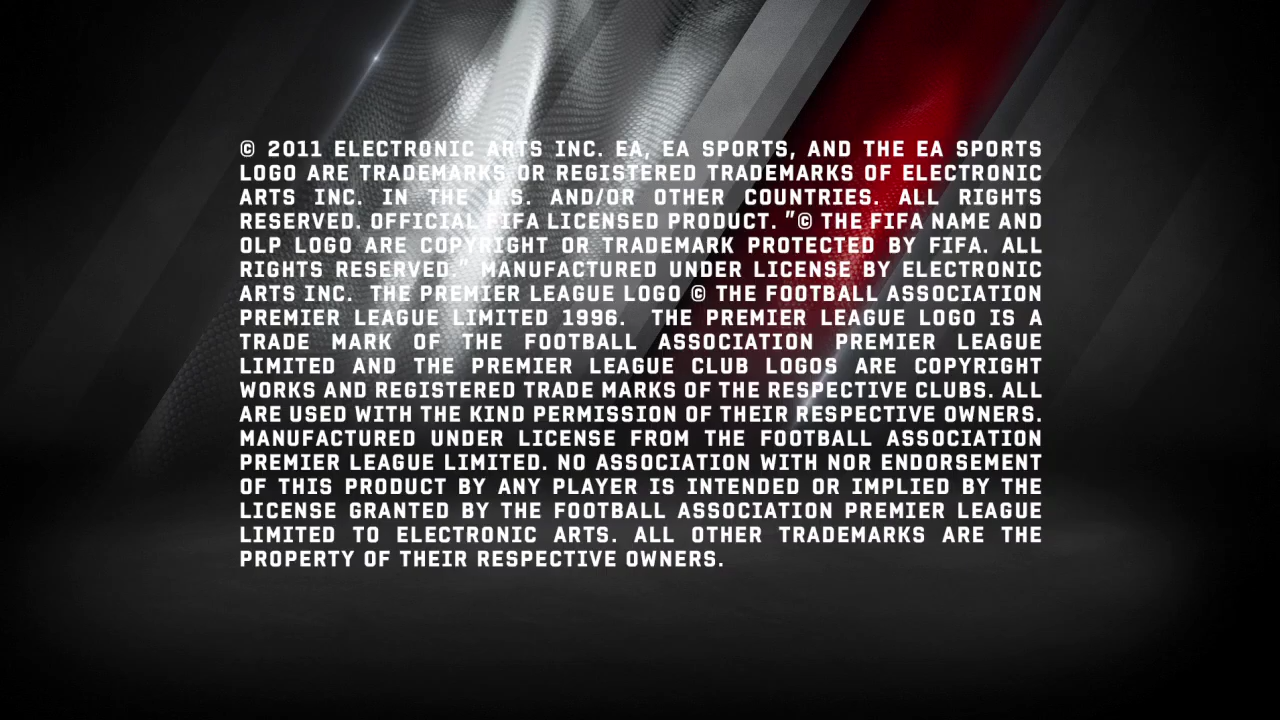 © 2011 ELECTRONIC ARTS INC. EA, EA SPORTS, AND THE EA SPORTS
LOGO ARE TRADEMARKS OR REGISTERED TRADEMARKS OF ELECTRONIC
ARTS INC. IN THE U.S. AND/OR OTHER COUNTRIES. ALL RIGHTS
RESERVED. OFFICIAL FIFA LICENSED PRODUCT. "© THE FIFA NAME AND
OLP LOGO ARE COPYRIGHT OR TRADEMARK PROTECTED BY FIFA. ALL
RIGHTS RESERVED." MANUFACTURED UNDER LICENSE BY ELECTRONIC
ARTS INC. THE PREMIER LEAGUE LOGO © THE FOOTBALL ASSOCIATION
PREMIER LEAGUE LIMITED 1996. THE PREMIER LEAGUE LOGO IS A
TRADE MARK OF THE FOOTBALL ASSOCIATION PREMIER LEAGUE
LIMITED AND THE PREMIER LEAGUE CLUB LOGOS ARE COPYRIGHT
WORKS AND REGISTERED TRADE MARKS OF THE RESPECTIVE CLUBS. ALL
ARE USED WITH THE KIND PERMISSION OF THEIR RESPECTIVE OWNERS.
MANUFACTURED UNDER LICENSE FROM THE FOOTBALL ASSOCIATION
PREMIER LEAGUE LIMITED. NO ASSOCIATION WITH NOR ENDORSEMENT
OF THIS PRODUCT BY ANY PLAYER IS INTENDED OR IMPLIED BY THE
LICENSE GRANTED BY THE FOOTBALL ASSOCIATION PREMIER LEAGUE
LIMITED TO ELECTRONIC ARTS. ALL OTHER TRADEMARKS ARE THE
PROPERTY OF THEIR RESPECTIVE OWNERS.